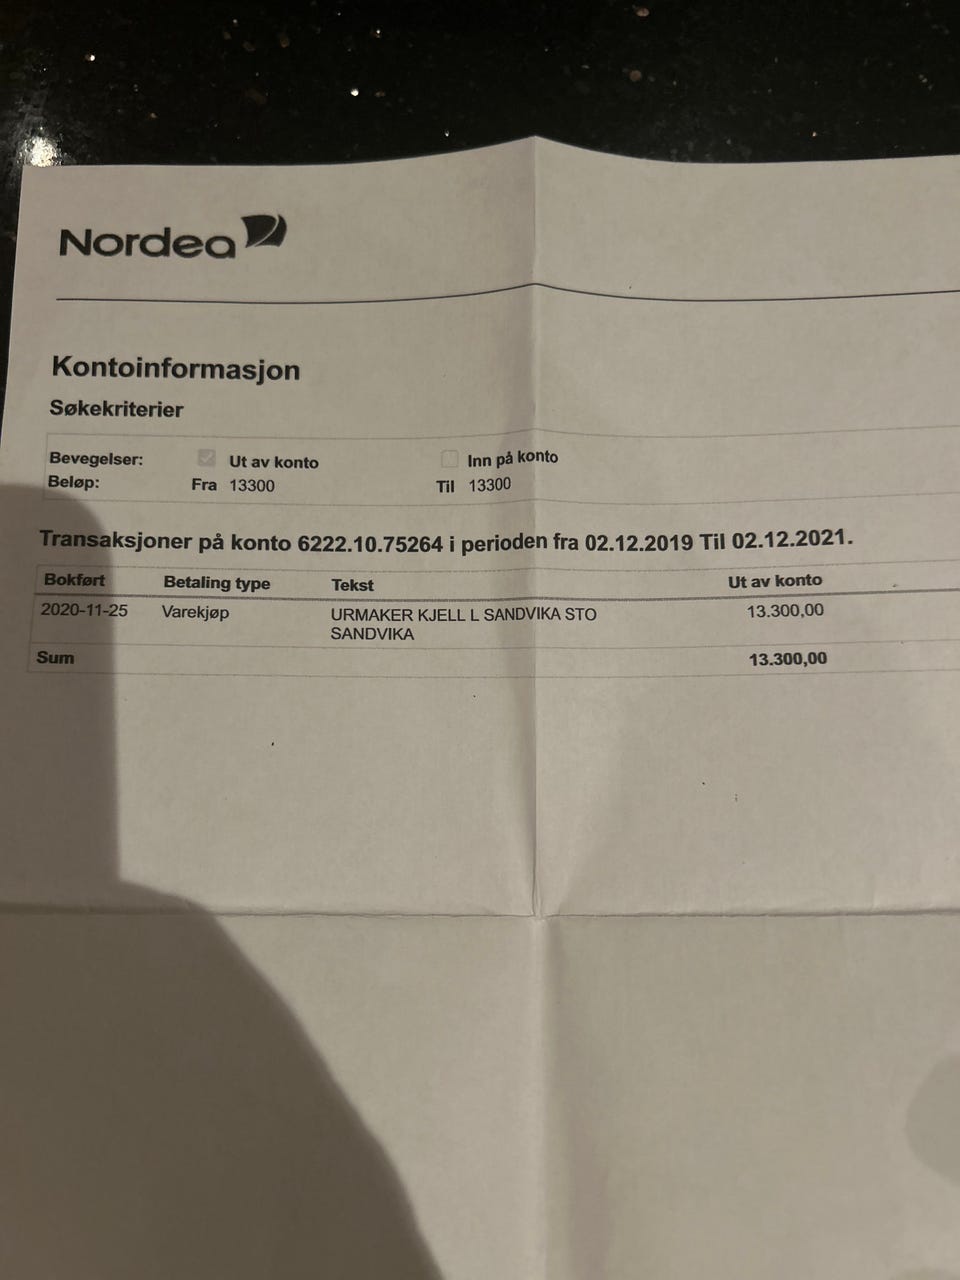 Nordea
Kontoinformasjon
Søkekriterier
Bevegelser: Ut av konto Inn på konto
Beløp: Fra 13300 Til 13300
Transaksjoner på konto 6222.10.75264 i perioden fra 02.12.2019 Til 02.12.2021.
Bokført Betaling type Tekst Ut av konto
2020-11-25 Varekjøp URMAKER KJELL L SANDVIKA STO 13.300,00
SANDVIKA
Sum 13.300,00